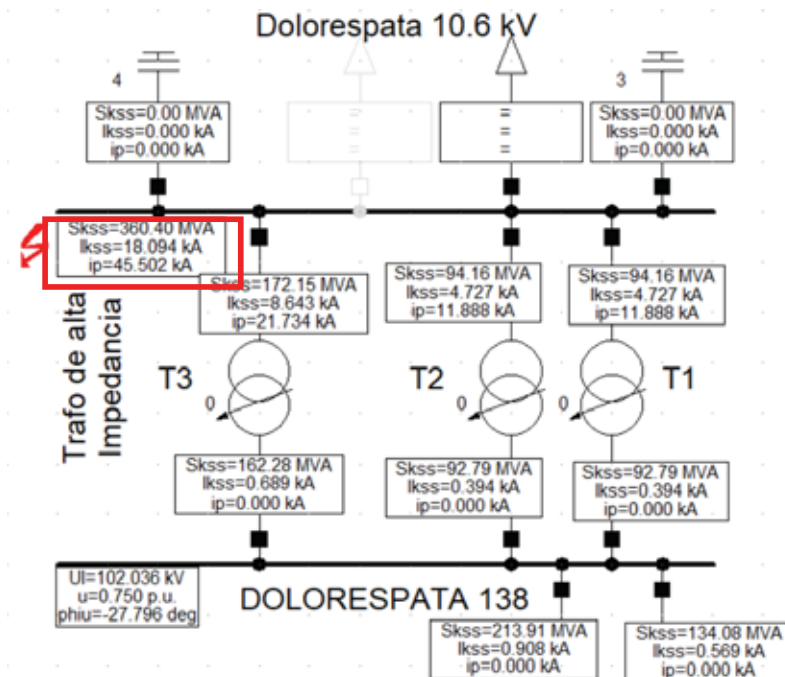 Dolorespata 10.6 kV
4
3
Skss=0.00 MVA
Ikss=0.000 kA
ip=0.000 kA
=
=
=
=
=
=
Skss=0.00 MVA
Ikss=0.000 kA
ip=0.000 kA
Skss=360.40 MVA
Ikss=18.094 kA
ip=45.502 kA
Skss=172.15 MVA
Ikss=8.643 kA
ip=21.734 kA
Skss=94.16 MVA
Ikss=4.727 kA
ip=11.888 kA
Skss=94.16 MVA
Ikss=4.727 kA
ip=11.888 kA
Trafo de alta
Impedancia
T3
0
T2
0
T1
0
Skss=162.28 MVA
Ikss=0.689 kA
ip=0.000 kA
Skss=92.79 MVA
Ikss=0.394 kA
ip=0.000 kA
Skss=92.79 MVA
Ikss=0.394 kA
ip=0.000 kA
Ul=102.036 kV
u=0.750 p.u.
phiu=-27.796 deg
DOLORESPATA 138
Skss=213.91 MVA
Ikss=0.908 kA
ip=0.000 kA
Skss=134.08 MVA
Ikss=0.569 kA
ip=0.000 kA